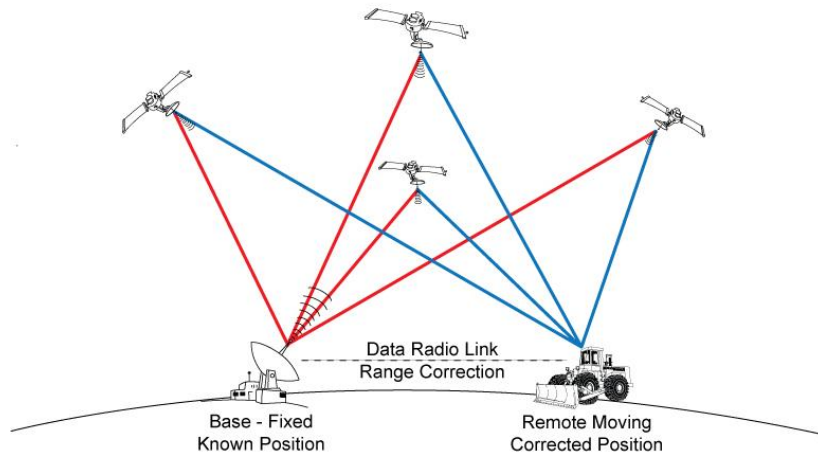 Data Radio Link
Range Correction
Base - Fixed
Known Position
Remote Moving
Corrected Position